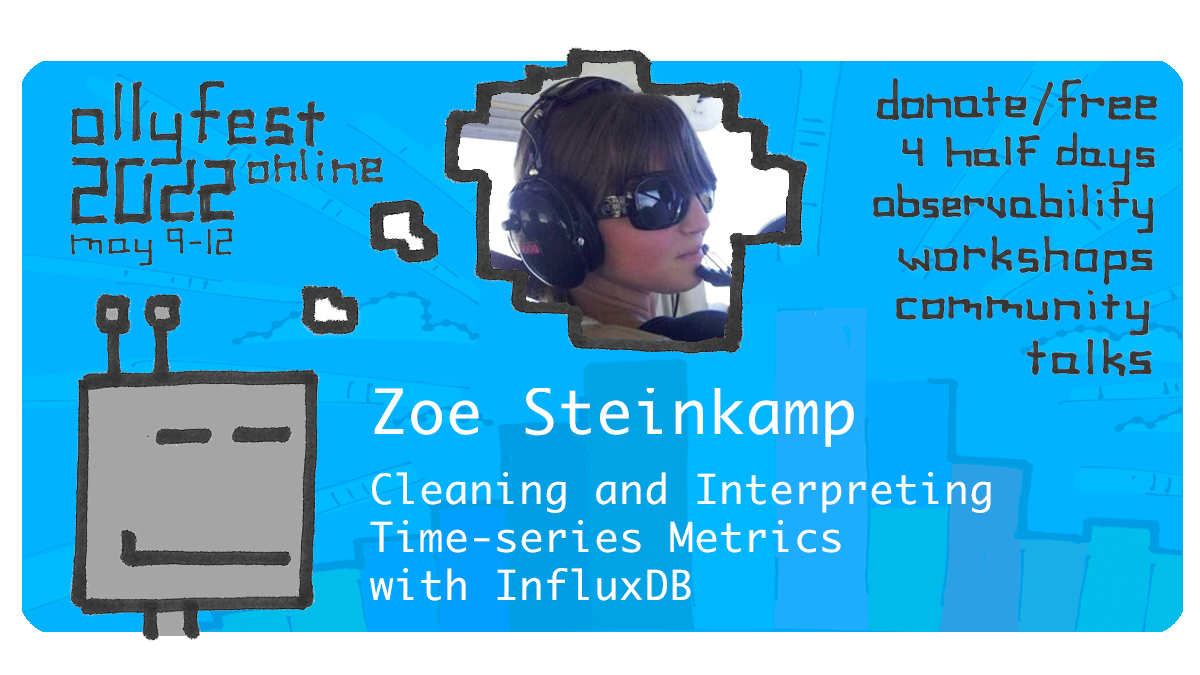 ollyfest
2022 online
may 9-12
donate/free
4 half days
observability
workshops
community
talks
Zoe Steinkamp
Cleaning and Interpreting
Time-series Metrics
with InfluxDB